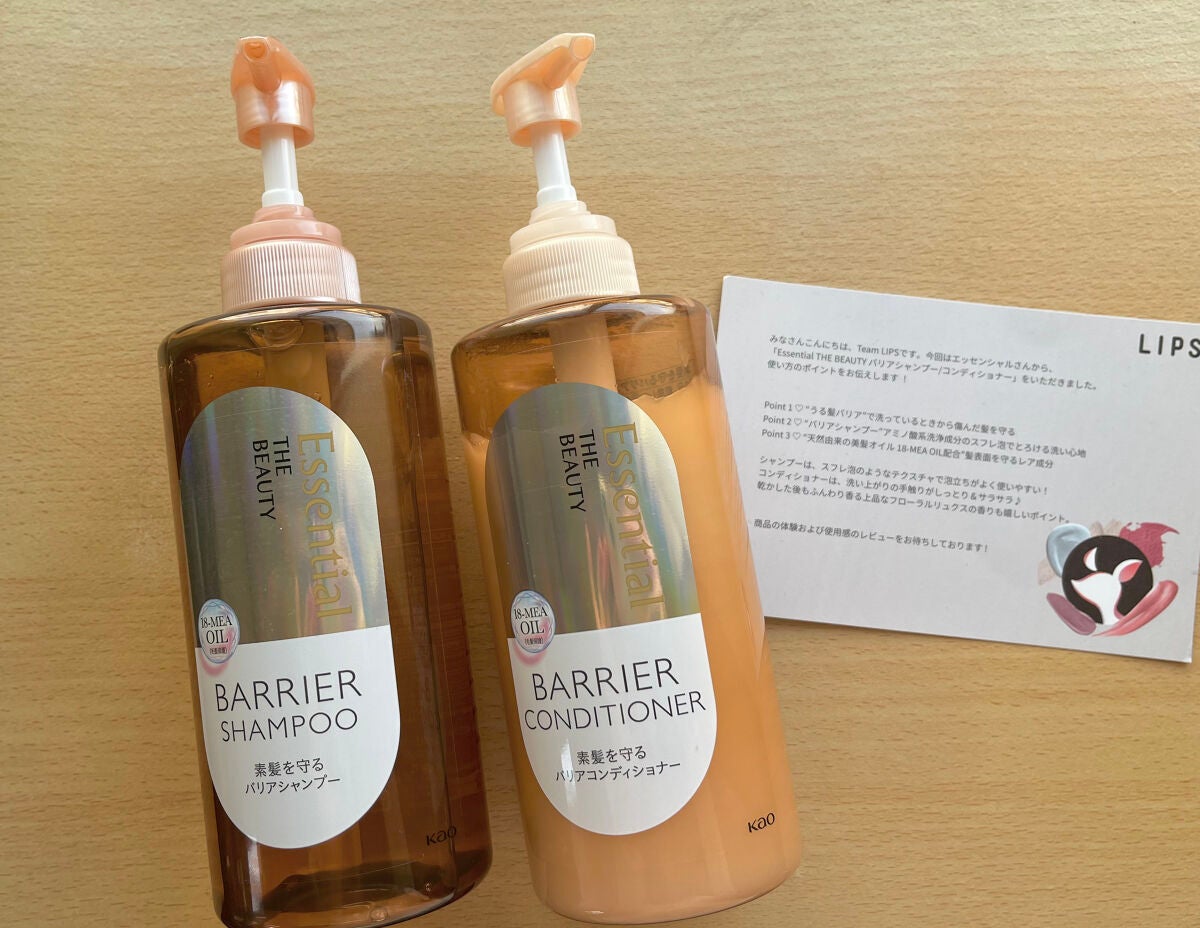 Essential
THE
BEAUTY
18-MEA
OIL
BARRIER
SHAMPOO
素髪を守る
バリアシャンプー
Kao
Essential
THE
BEAUTY
18-MEA
OIL
BARRIER
CONDITIONER
素髪を守る
バリアコンディショナー
Kao
LIPS
みなさんこんにちは、Team LIPSです。今回はエッセンシャルさんから、
「Essential THE BEAUTY バリアシャンプー/コンディショナー」をいただきました。
使い方のポイントをお伝えします！
Point 1 ♡ “うる髪バリア”で洗っているときから傷んだ髪を守る
Point 2 ♡ “バリアシャンプー”アミノ酸系洗浄成分のスフレ泡でとろける洗い心地
Point 3 ♡ “天然由来の美髪オイル 18-MEA OIL配合”髪表面を守るレア成分
シャンプーは、スフレ泡のようなテクスチャで泡立ちがよく使いやすい！
コンディショナーは、洗い上がりの手触りがしっとり＆サラサラ♪
乾かした後もふんわり香る上品なフローラルリュクスの香りも嬉しいポイント。
商品の体験および使用感のレビューをお待ちしております！